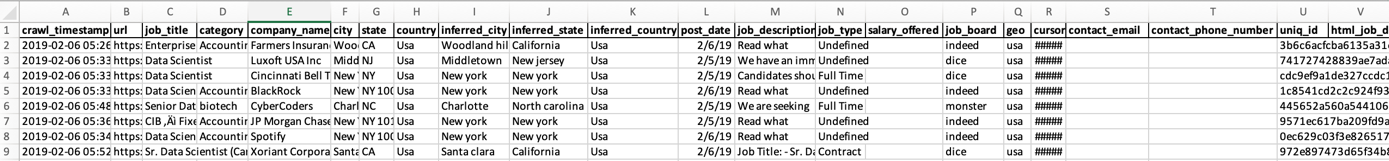 A B C D E F G H I J K L M N O P Q R S T U V
1 crawl_timestamp url job_title category company_name city state country inferred_city inferred_state inferred_country post_date job_description job_type salary_offered job_board geo cursor contact_email contact_phone_number uniq_id html_job_d
2 2019-02-06 05:26 https: Enterprise Accountin Farmers Insuran Woo CA Usa Woodland hil California Usa 2/6/19 Read what Undefined indeed usa ##### 3b6c6acfcba6135a31
3 2019-02-06 05:33 https: Data Scientist Luxoft USA Inc Midd NJ Usa Middletown New jersey Usa 2/5/19 We have an imm Undefined dice usa ##### 741727428839ae7ada
4 2019-02-06 05:33 https: Data Scientist Cincinnati Bell T New NY Usa New york New york Usa 2/5/19 Candidates shou Full Time dice usa ##### cdc9ef9a1de327ccdc
5 2019-02-06 05:33 https: Data Scien Accountin BlackRock New NY 100 Usa New york New york Usa 2/6/19 Read what Undefined indeed usa ##### 1c8541cd2c2c924f93
6 2019-02-06 05:48 https: Senior Dat biotech CyberCoders Charl NC Usa Charlotte North carolina Usa 2/5/19 We are seeking Full Time monster usa ##### 445652a560a544106
7 2019-02-06 05:36 https: CIB ‚Äì Fixe Accountin JP Morgan Chase New NY 101 Usa New york New york Usa 2/6/19 Read what Undefined indeed usa ##### 9571ec617ba209fd9a
8 2019-02-06 05:34 https: Data Scien Accountin Spotify New NY 100 Usa New york New york Usa 2/6/19 Read what Undefined indeed usa ##### 0ec629c03f3e826517
9 2019-02-06 05:52 https: Sr. Data Scientist (Car Xoriant Corpora Santa CA Usa Santa clara California Usa 2/6/19 Job Title: - Sr. Da Contract dice usa ##### 972e897473d65f34b8